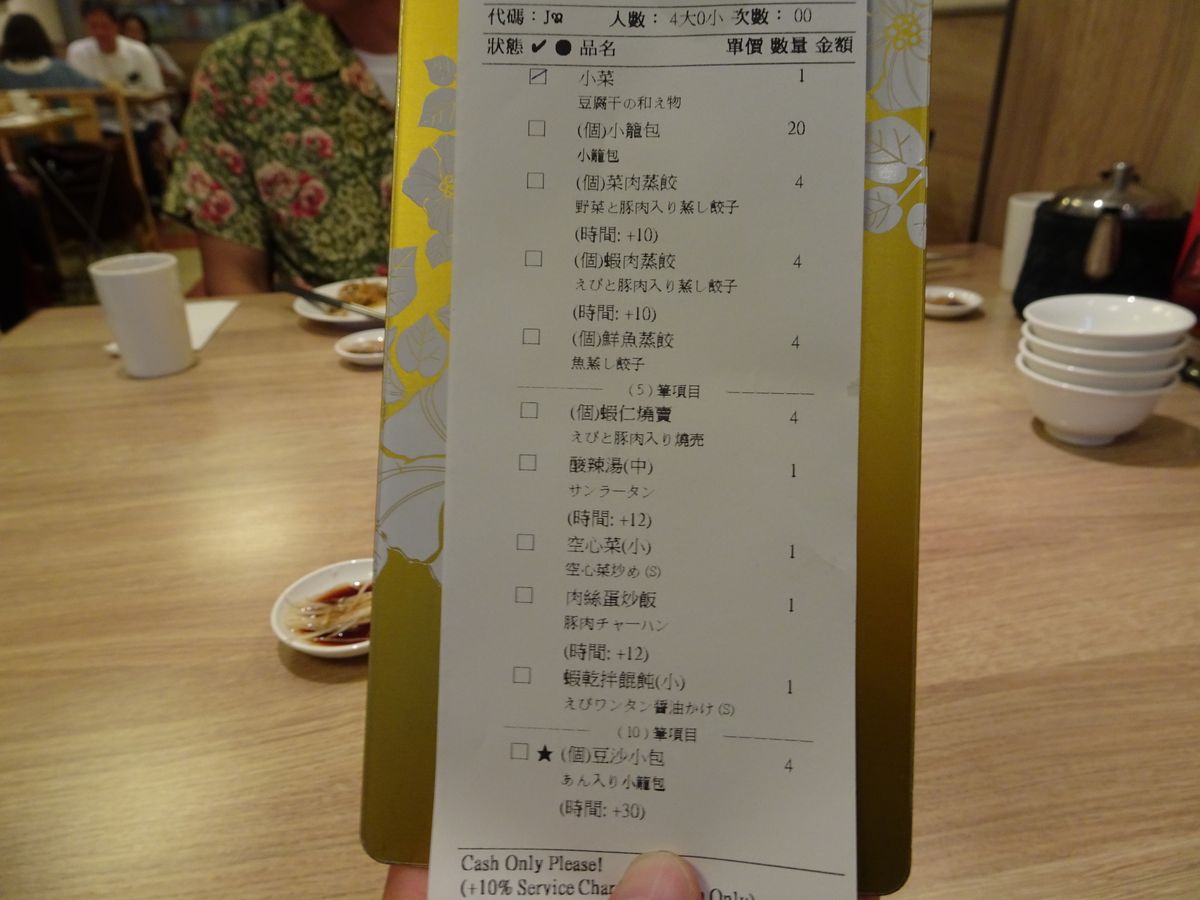 代碼：J 人數： 4大0小 次數： 00
狀態 ✔ ● 品名 單價 數量 金額
小菜 1
豆腐干の和え物
(個)小籠包 20
小籠包
(個)菜肉蒸餃 4
野菜と豚肉入り蒸し餃子
(時間: +10)
(個)蝦肉蒸餃 4
えびと豚肉入り蒸し餃子
(時間: +10)
(個)鮮魚蒸餃 4
魚蒸し餃子
（5）筆項目
(個)蝦仁燒賣 4
えびと豚肉入り燒売
酸辣湯(中) 1
サンラータン
(時間: +12)
空心菜(小) 1
空心菜炒め (S)
肉絲蛋炒飯 1
豚肉チャーハン
(時間: +12)
蝦乾拌餛飩(小) 1
えびワンタン醤油かけ (S)
（10）筆項目
★ (個)豆沙小包 4
あん入り小籠包
(時間: +30)
Cash Only Please!
(+10% Service Only)